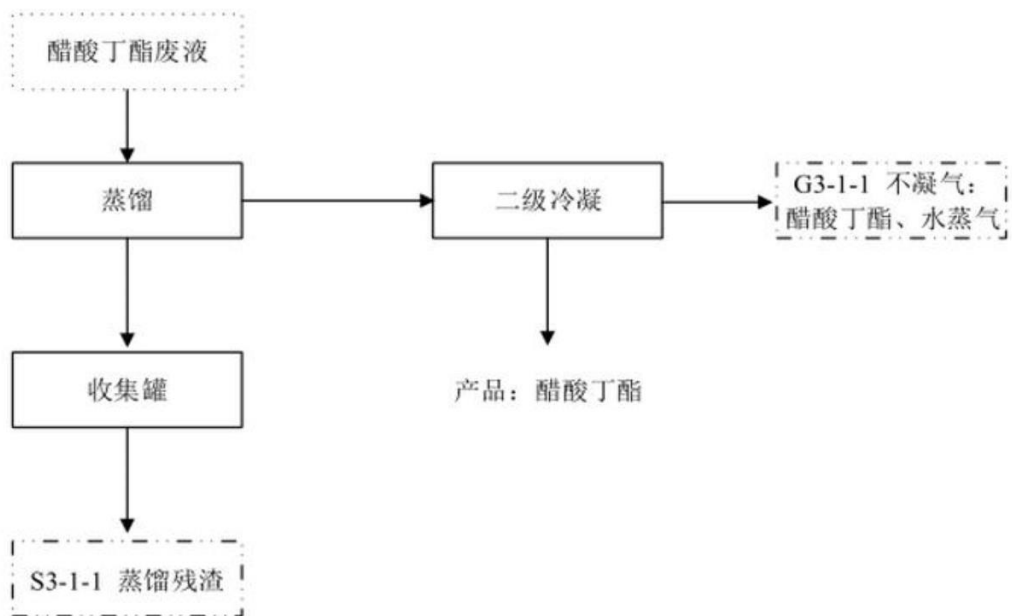 醋酸丁酯废液
蒸馏
二级冷凝
G3-1-1 不凝气：
醋酸丁酯、水蒸气
收集罐
产品：醋酸丁酯
S3-1-1 蒸馏残渣